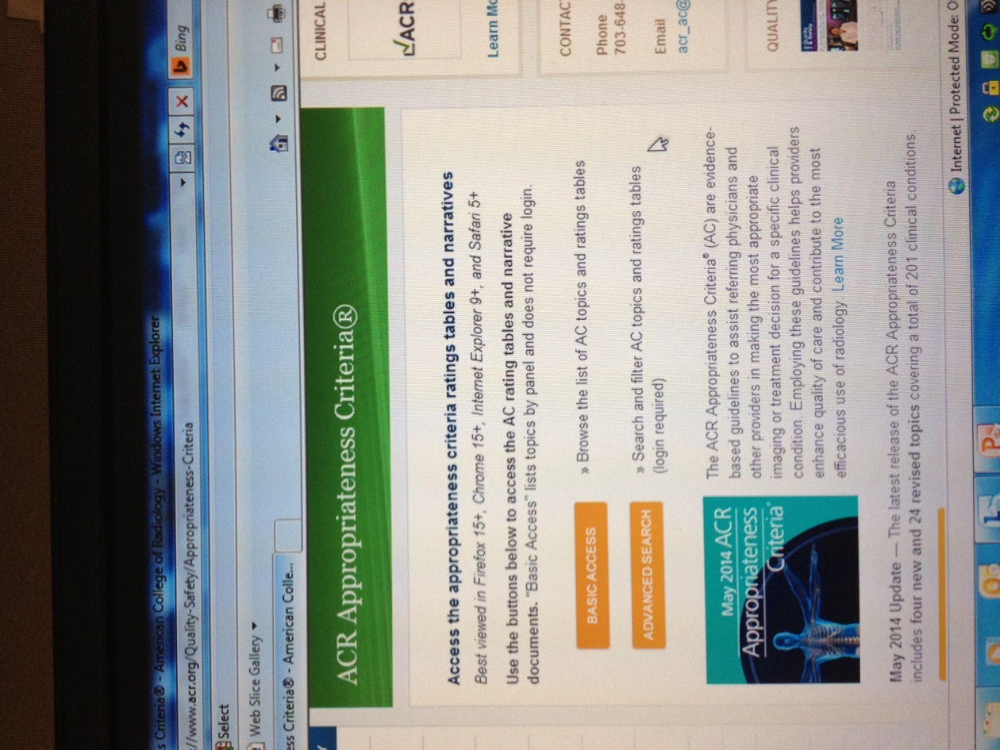 s Criteria® - American College of Radiology - Windows Internet Explorer
://www.acr.org/Quality-Safety/Appropriateness-Criteria
Bing
Select
Web Slice Gallery
ess Criteria® - American Colle...
ACR Appropriateness Criteria®
Access the appropriateness criteria ratings tables and narratives
Best viewed in Firefox 15+, Chrome 15+, Internet Explorer 9+, and Safari 5+
Use the buttons below to access the AC rating tables and narrative
documents. "Basic Access" lists topics by panel and does not require login.
BASIC ACCESS
» Browse the list of AC topics and ratings tables
ADVANCED SEARCH
» Search and filter AC topics and ratings tables
(login required)
May 2014 ACR
Appropriateness
Criteria
The ACR Appropriateness Criteria® (AC) are evidence-
based guidelines to assist referring physicians and
other providers in making the most appropriate
imaging or treatment decision for a specific clinical
condition. Employing these guidelines helps providers
enhance quality of care and contribute to the most
efficacious use of radiology. Learn More
May 2014 Update — The latest release of the ACR Appropriateness Criteria
includes four new and 24 revised topics covering a total of 201 clinical conditions.
CLINICAL
ACR
Learn Mo
CONTAC
Phone
703-648-
Email
acr_ac@
QUALITY
Internet | Protected Mode: O